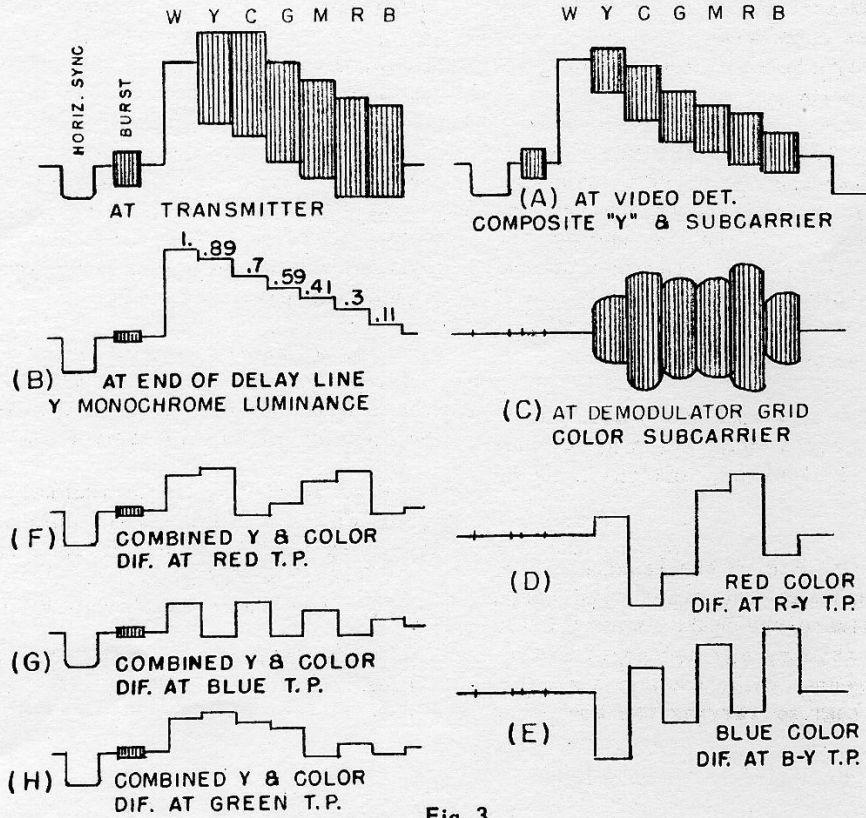 W Y C G M R B
W Y C G M R B
HORIZ. SYNC
BURST
AT TRANSMITTER
(A) AT VIDEO DET.
COMPOSITE "Y" & SUBCARRIER
1. .89 .7 .59 .41 .3 .11
(B) AT END OF DELAY LINE
Y MONOCHROME LUMINANCE
(C) AT DEMODULATOR GRID
COLOR SUBCARRIER
(F) COMBINED Y & COLOR
DIF. AT RED T.P.
(D) RED COLOR
DIF. AT R-Y T.P.
(G) COMBINED Y & COLOR
DIF. AT BLUE T.P.
(E) BLUE COLOR
DIF. AT B-Y T.P.
(H) COMBINED Y & COLOR
DIF. AT GREEN T.P.
Fig. 3